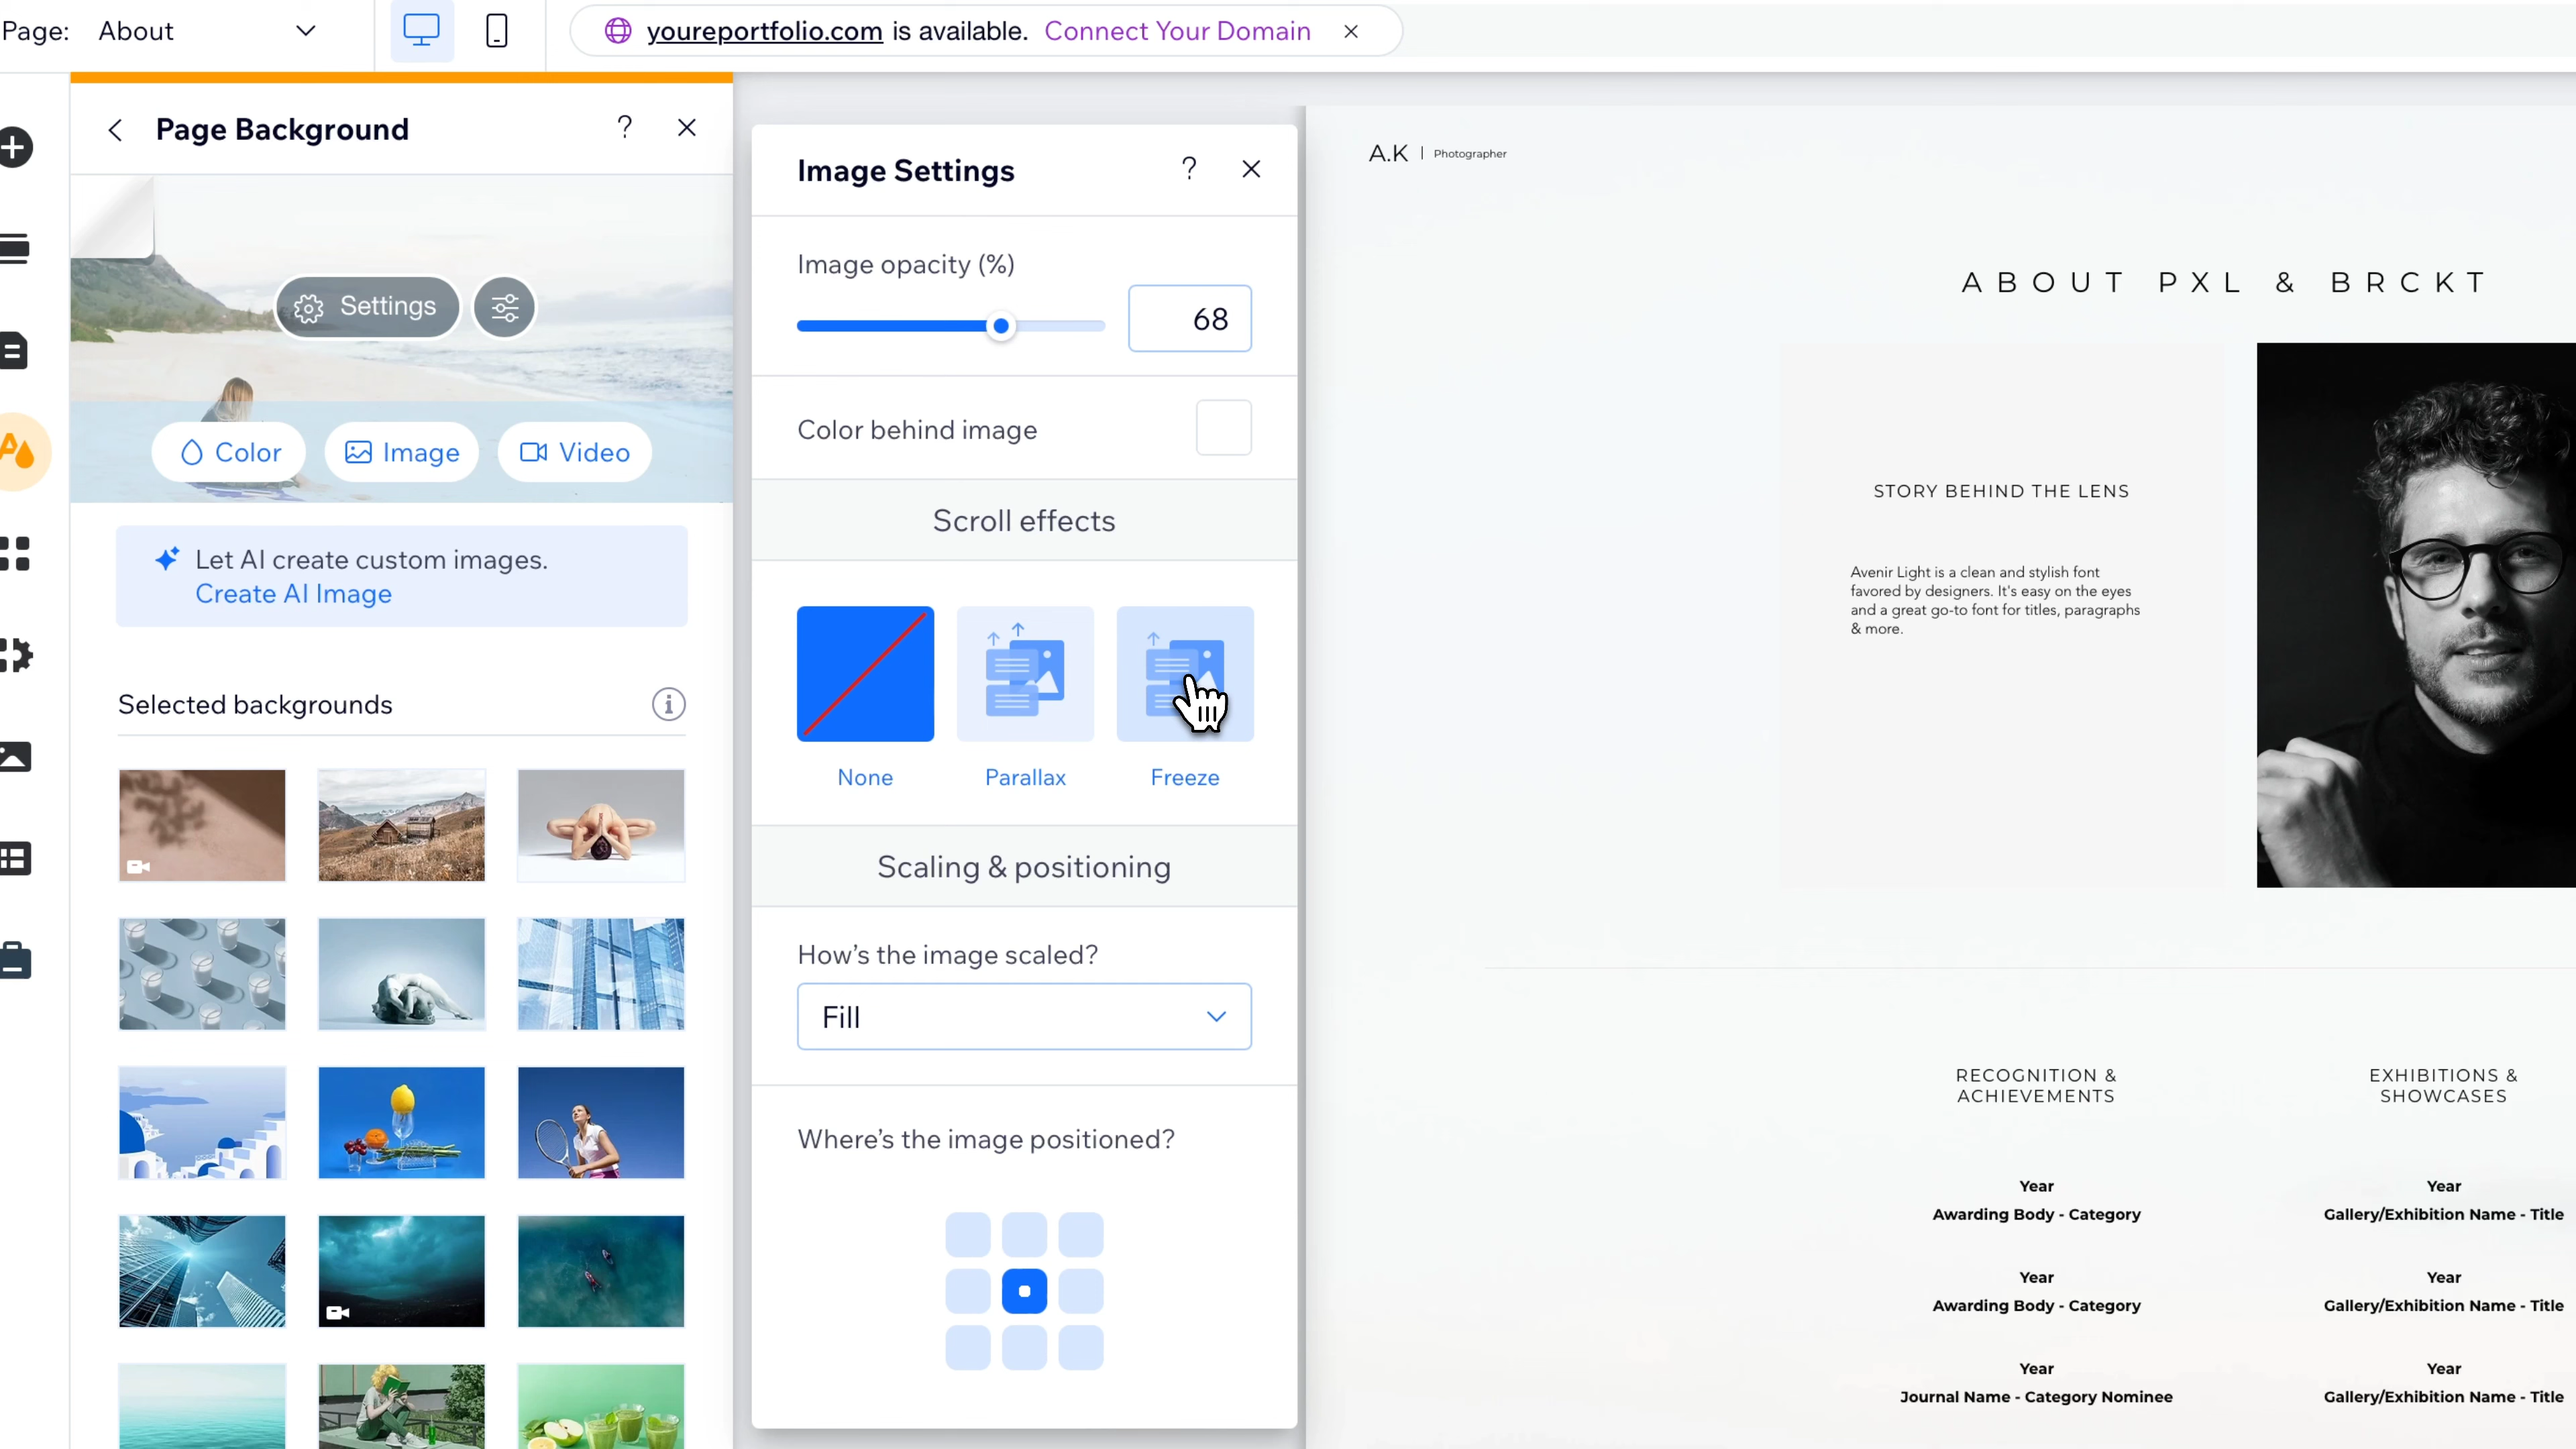 Page: About
youreportfolio.com is available. Connect Your Domain
Page Background
?
Settings
Color Image Video
Let AI create custom images.
Create AI Image
Selected backgrounds
Image Settings
?
Image opacity (%)
68
Color behind image
Scroll effects
None Parallax Freeze
Scaling & positioning
How's the image scaled?
Fill
Where's the image positioned?
A.K | Photographer
ABOUT PXL & BRCKT
STORY BEHIND THE LENS
Avenir Light is a clean and stylish font
favored by designers. It's easy on the eyes
and a great go-to font for titles, paragraphs
& more.
RECOGNITION &
ACHIEVEMENTS
Year
Awarding Body - Category
Year
Awarding Body - Category
Year
Journal Name - Category Nominee
EXHIBITIONS &
SHOWCASES
Year
Gallery/Exhibition Name - Title
Year
Gallery/Exhibition Name - Title
Year
Gallery/Exhibition Name - Title